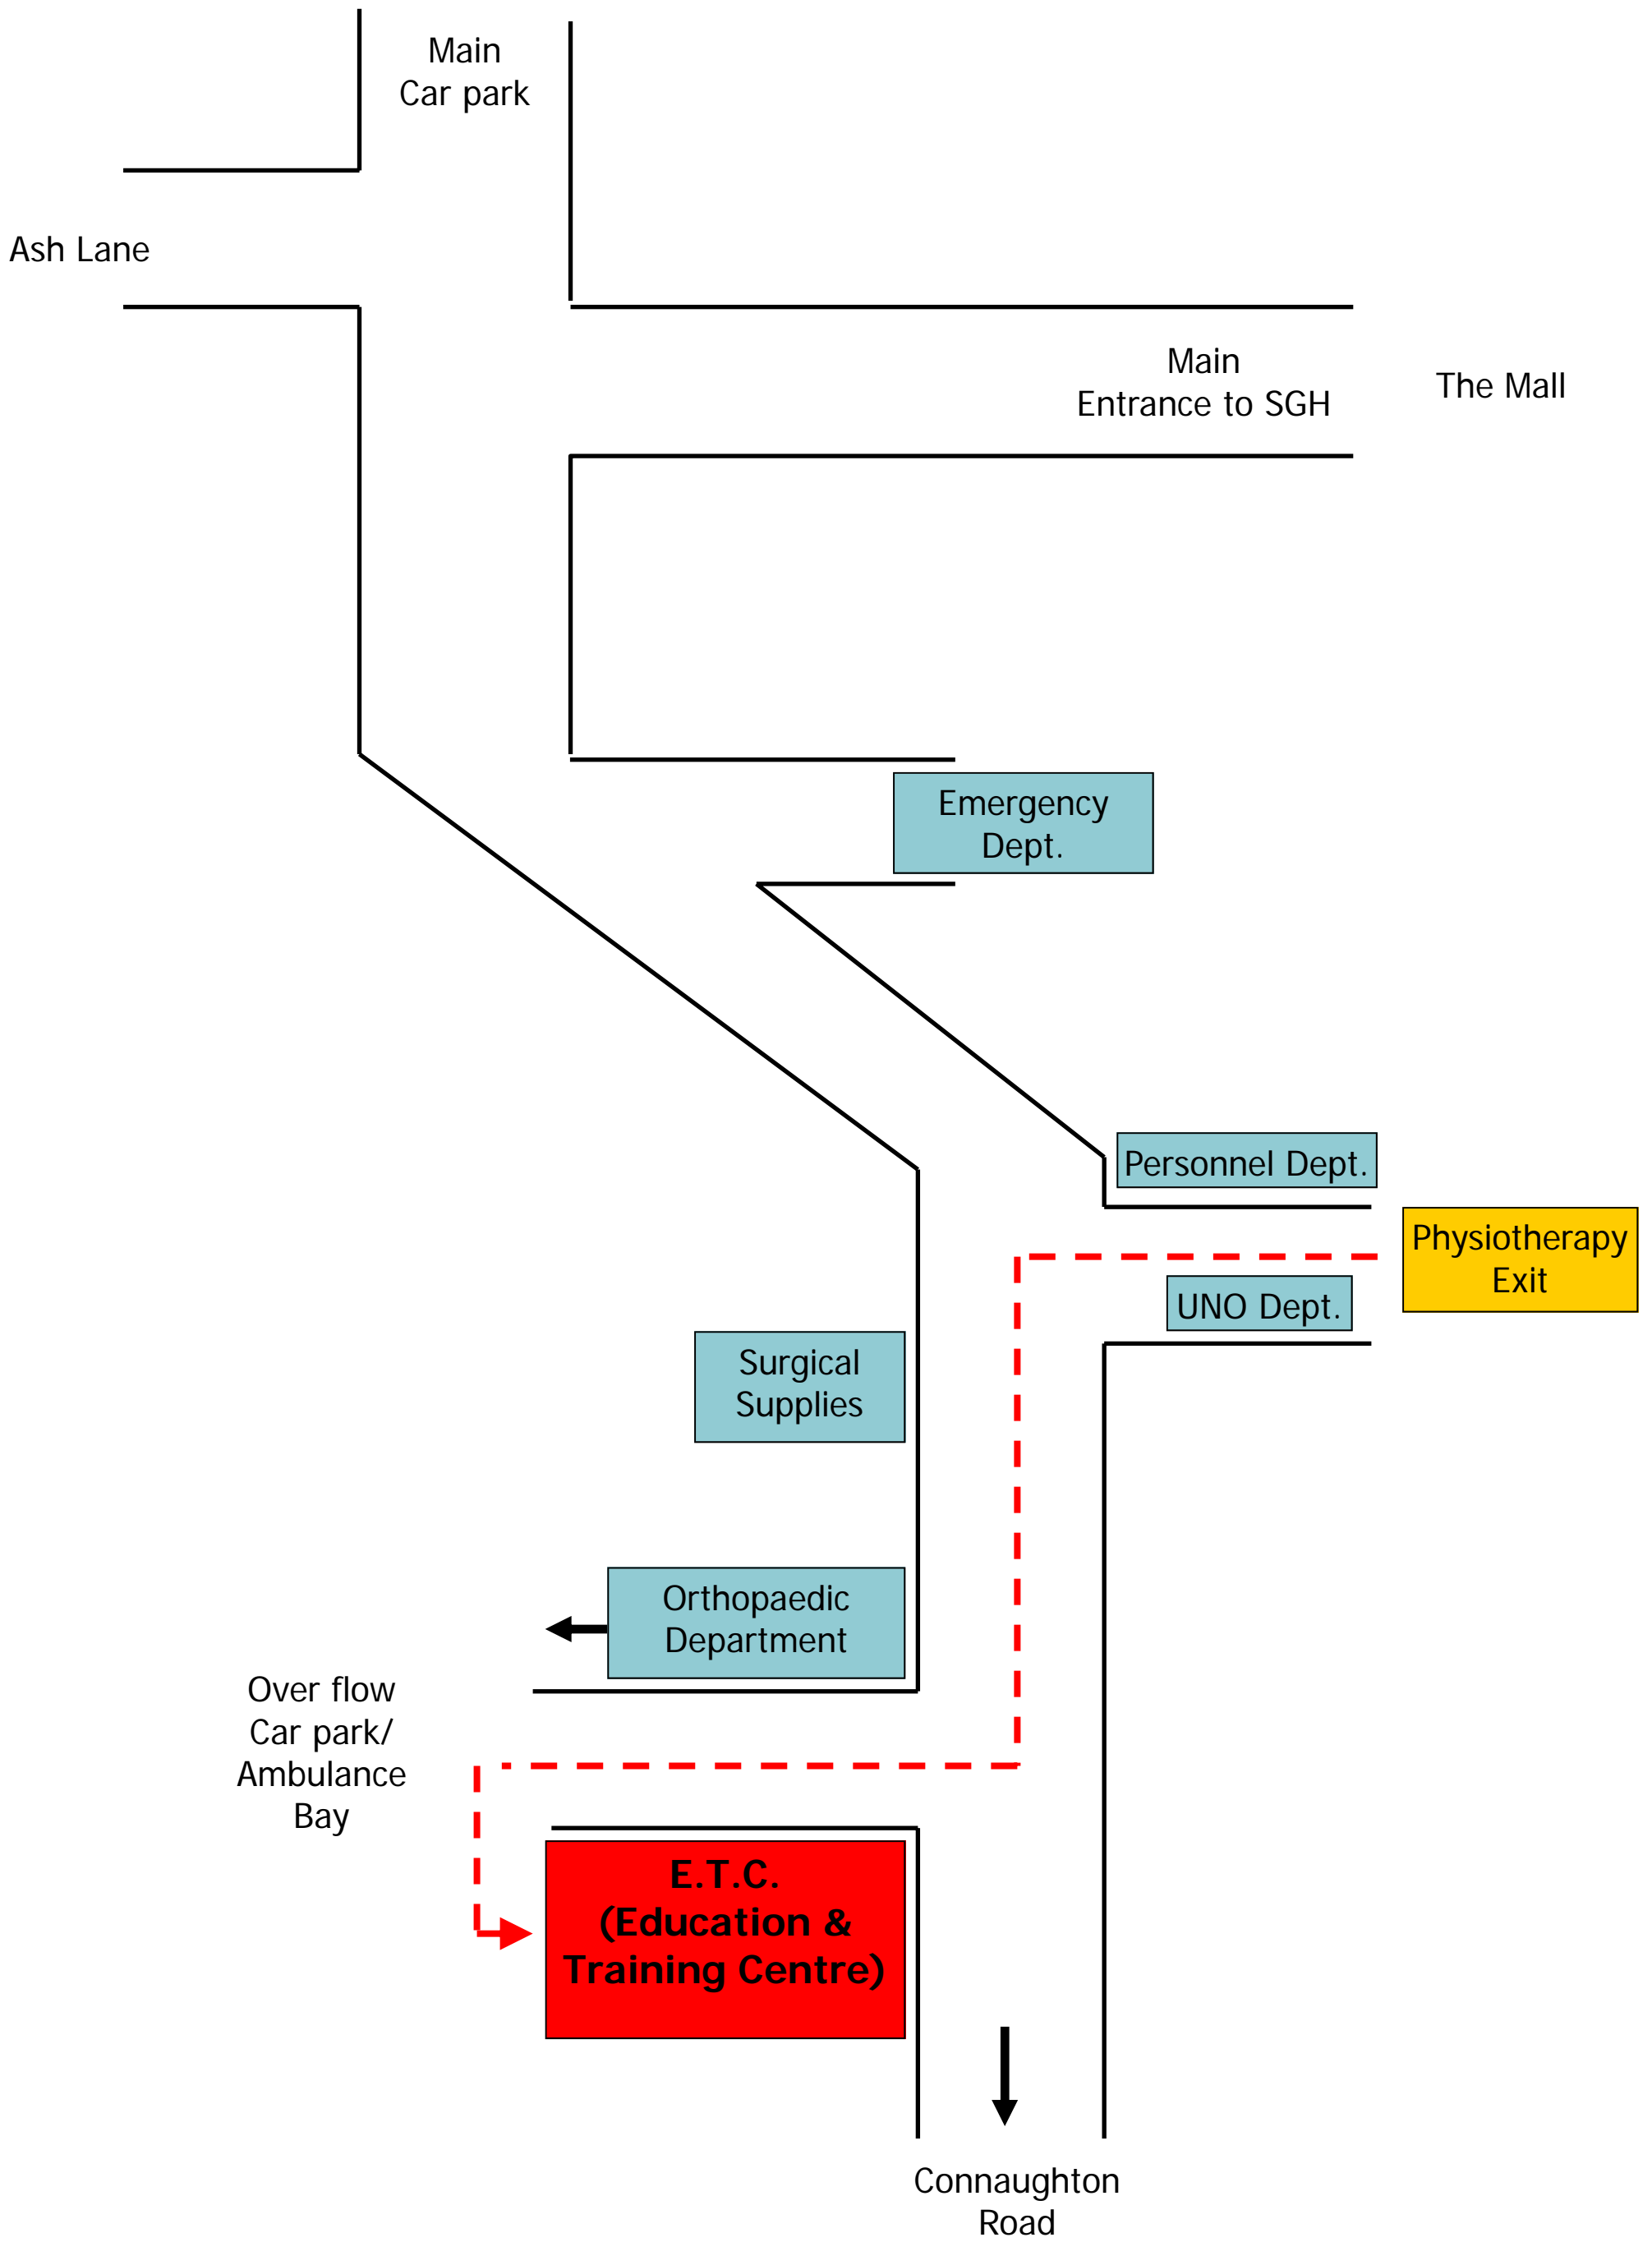 Main
Car park
Ash Lane
Main
Entrance to SGH
The Mall
Emergency
Dept.
Personnel Dept.
Physiotherapy
Exit
UNO Dept.
Surgical
Supplies
Orthopaedic
Department
Over flow
Car park/
Ambulance
Bay
E.T.C.
(Education &
Training Centre)
Connaughton
Road